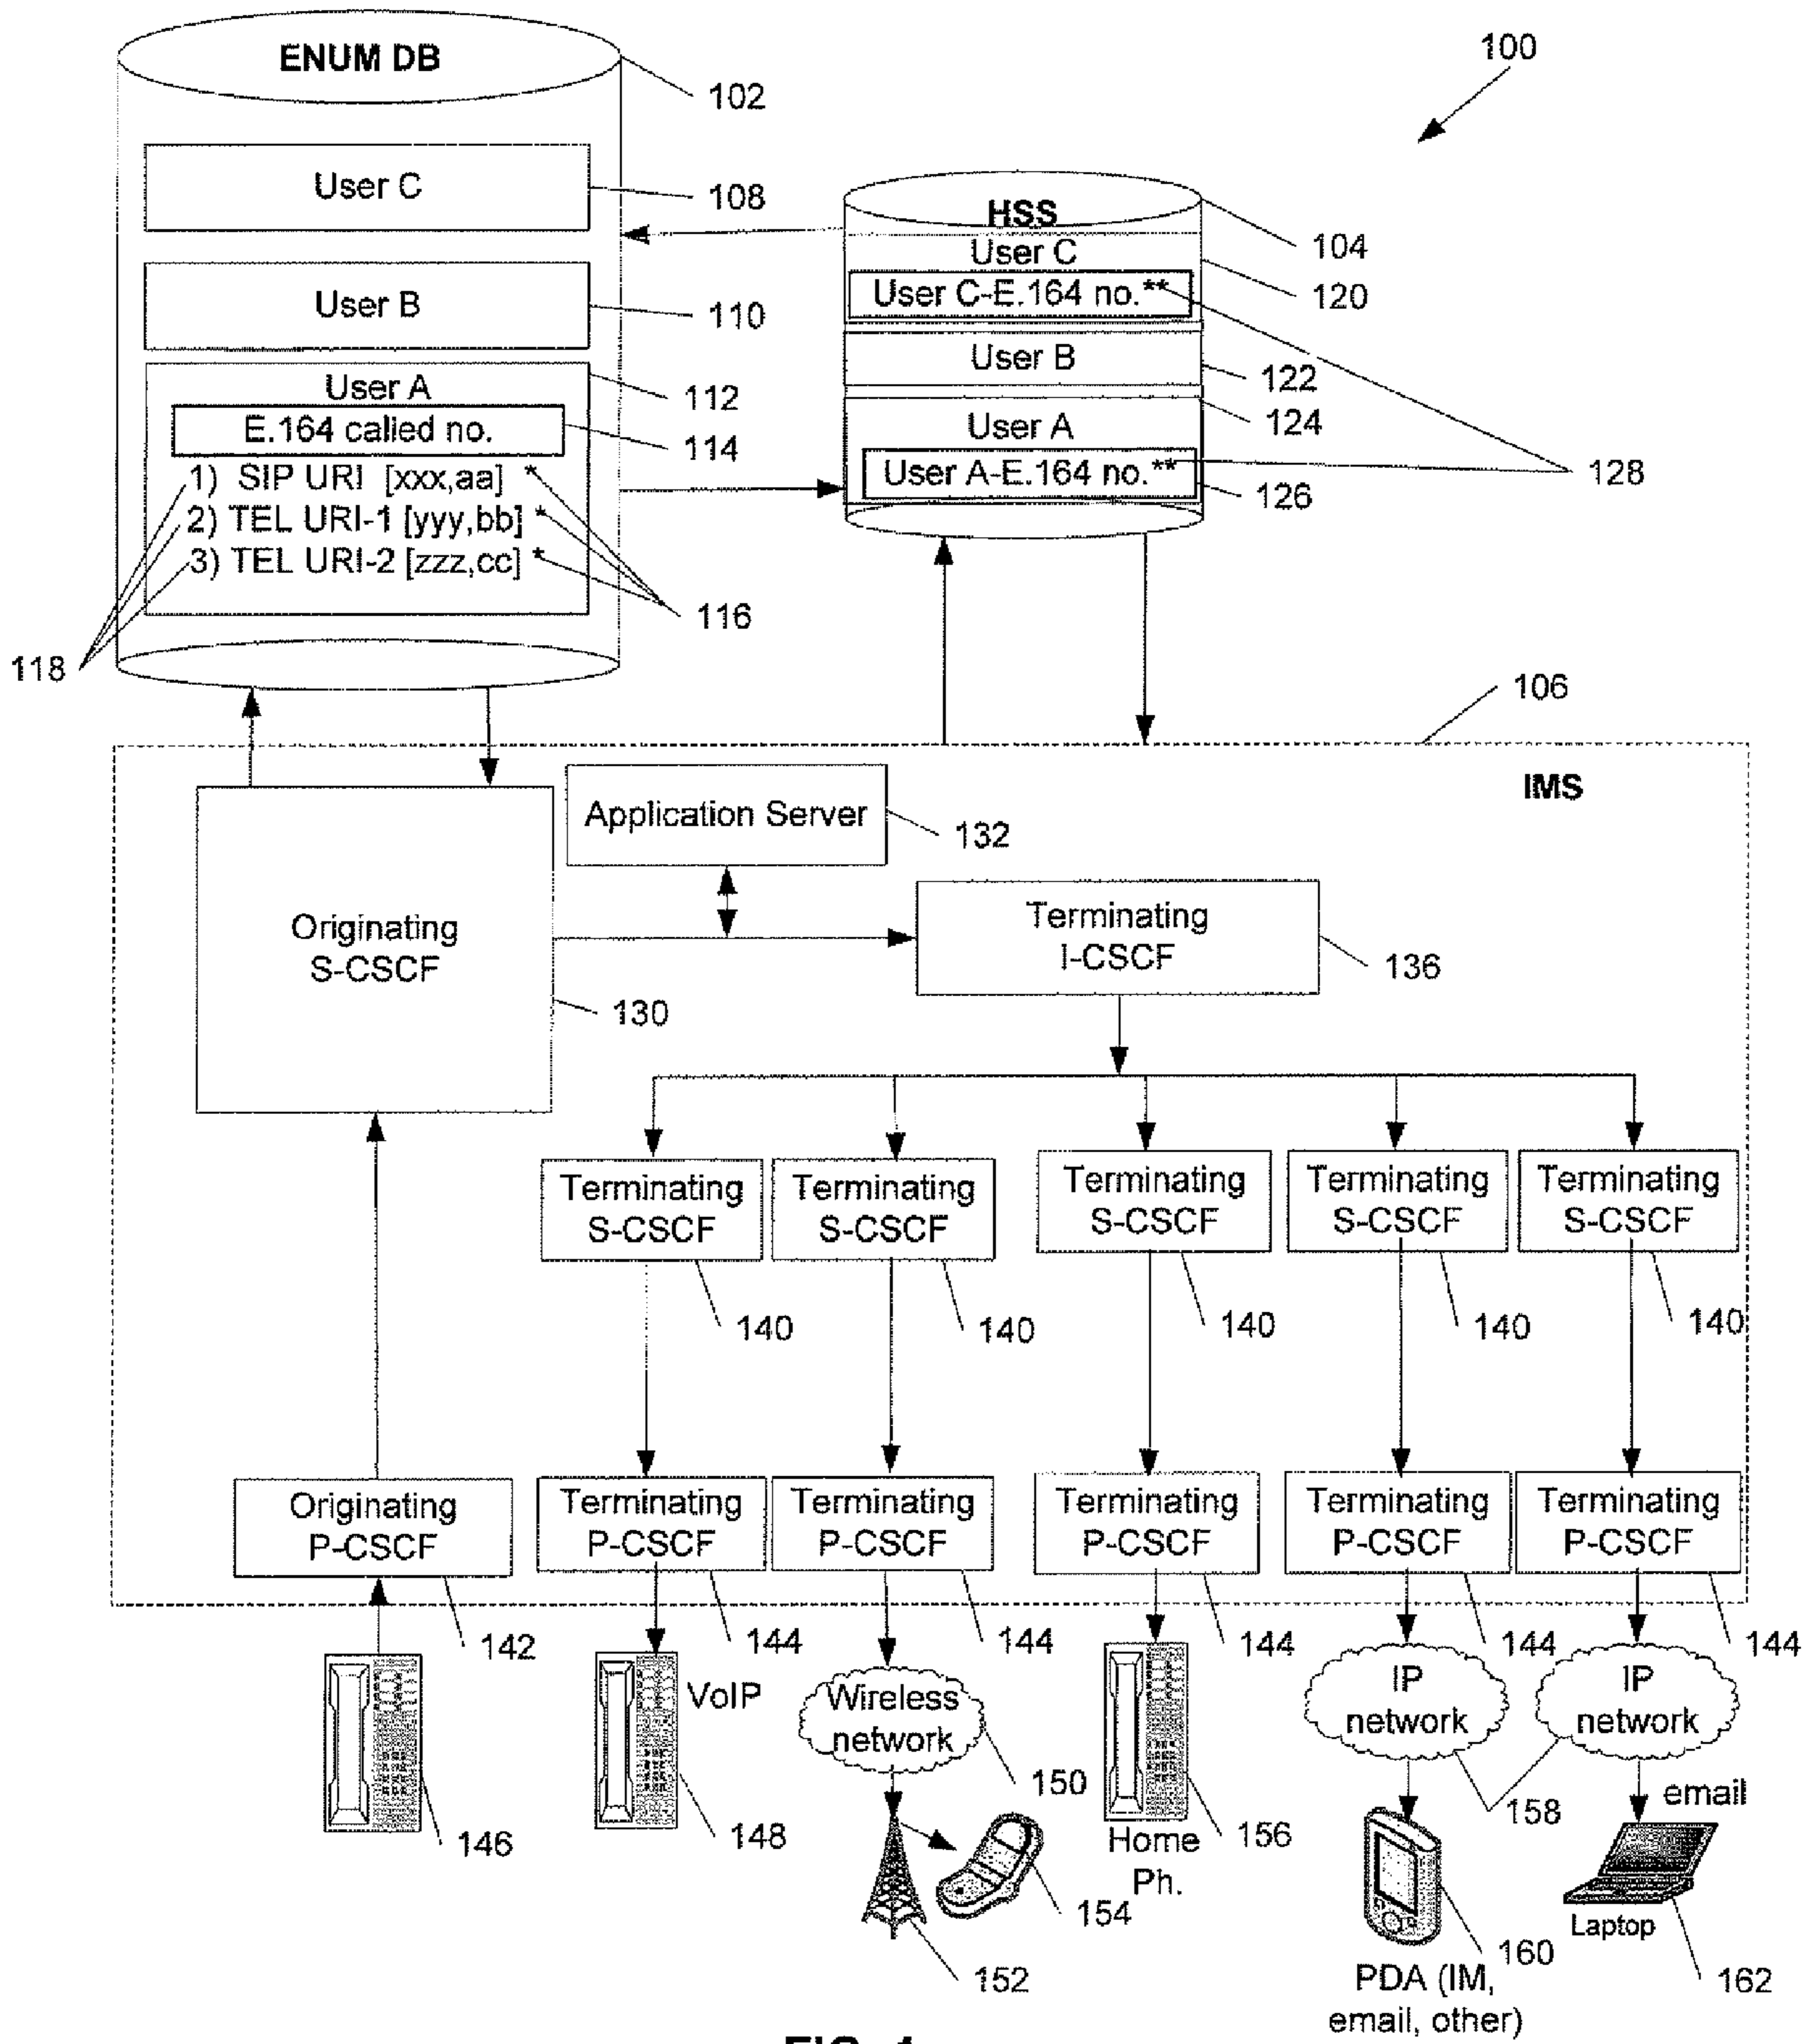 ENUM DB
102
100
User C
108
HSS
104
User C
120
User C-E.164 no.**
User B
110
User B
122
User A
112
124
E.164 called no.
114
User A
User A-E.164 no.**
128
126
1) SIP URI [xxx,aa] *
2) TEL URI-1 [yyy,bb] *
3) TEL URI-2 [zzz,cc] *
116
118
106
IMS
Application Server
132
Originating
S-CSCF
130
Terminating
I-CSCF
136
Terminating
S-CSCF
Terminating
S-CSCF
Terminating
S-CSCF
Terminating
S-CSCF
Terminating
S-CSCF
140
140
140
140
140
Originating
P-CSCF
Terminating
P-CSCF
Terminating
P-CSCF
Terminating
P-CSCF
Terminating
P-CSCF
Terminating
P-CSCF
142
144
144
144
144
144
VoIP
Wireless
network
IP
network
IP
network
146
148
150
156
158
email
Home
Ph.
154
152
160
Laptop
162
PDA (IM,
email, other)